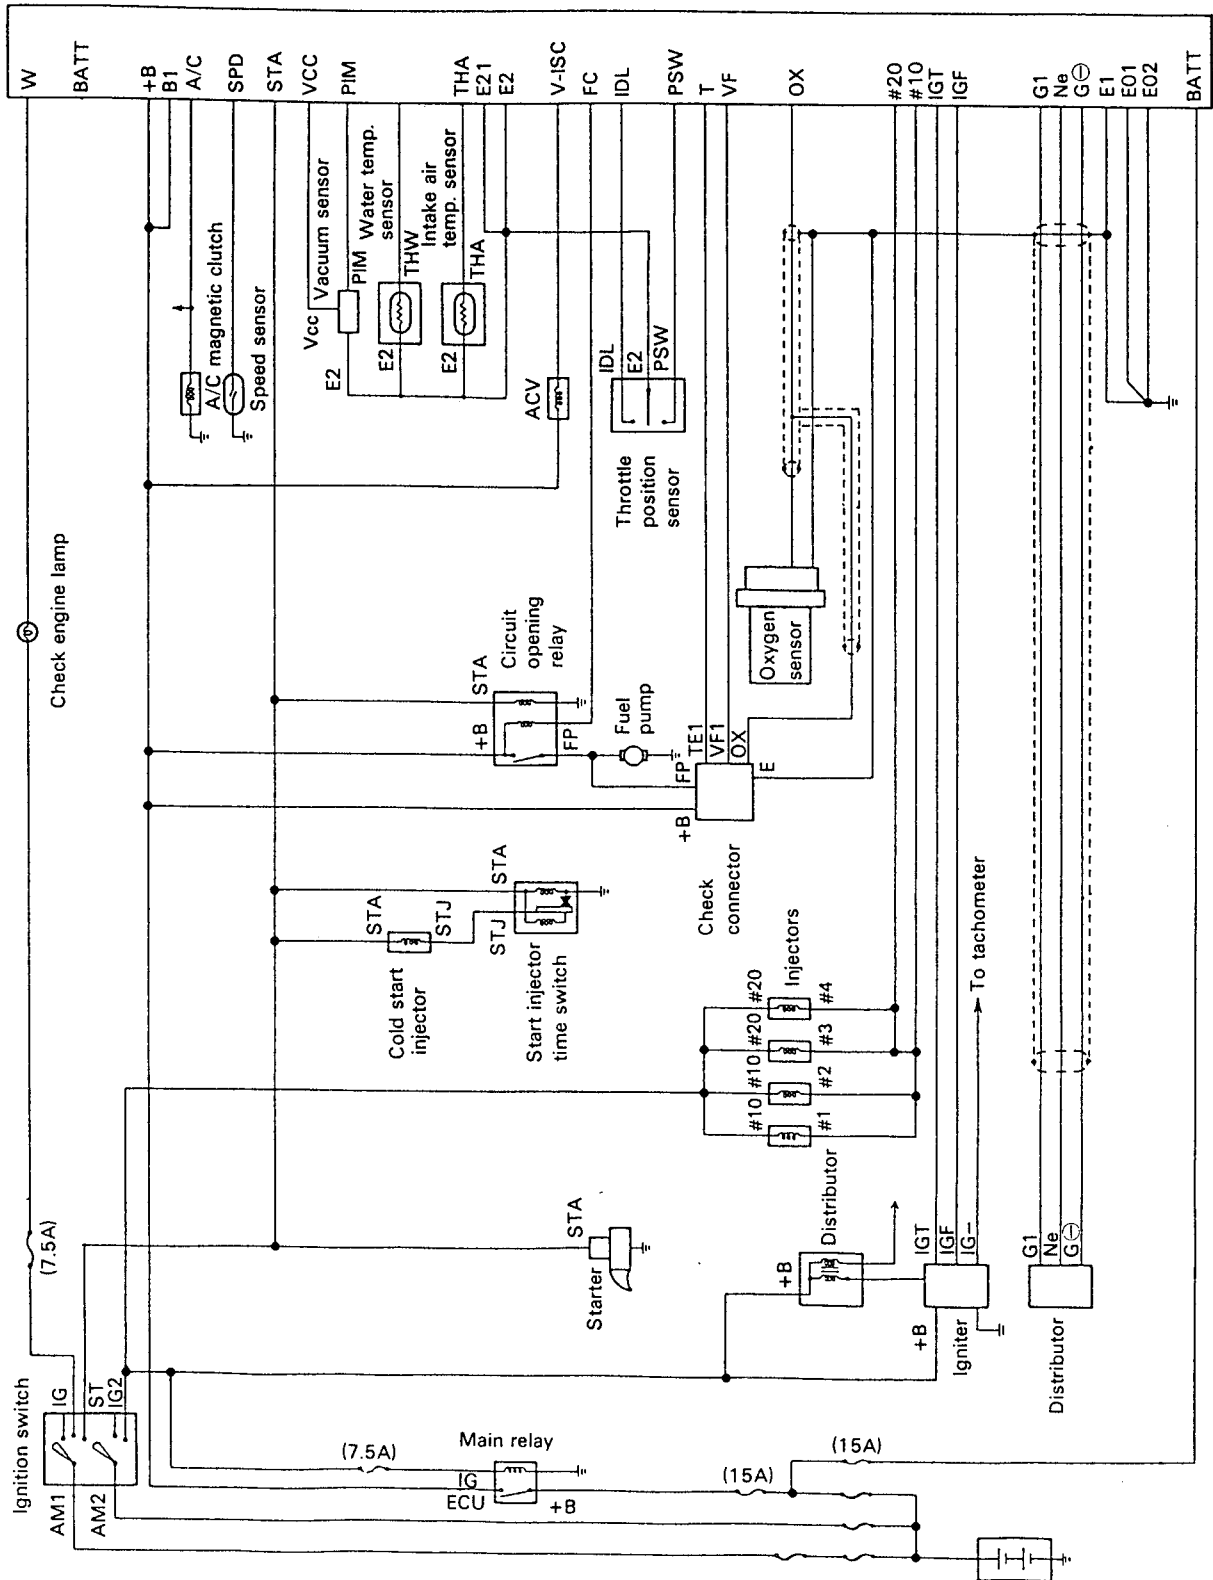 W
BATT
+B
B1
A/C
SPD
STA
VCC
PIM
THA
E21
E2
V-ISC
FC
IDL
PSW
T
VF
OX
#20
#10
IGT
IGF
G1
Ne
G⊖
E1
E01
E02
BATT
A/C magnetic clutch
Speed sensor
Vcc
Vacuum sensor
PIM
E2
Water temp.
sensor
THW
E2
Intake air
temp. sensor
THA
E2
ACV
IDL
E2
PSW
Throttle
position
sensor
Check engine lamp
STA
Circuit
opening
relay
+B
FP
Fuel
pump
Oxygen
sensor
FP
TE1
VF1
OX
E
+B
Check
connector
STA
STJ
Cold start
injector
STA
STJ
Start injector
time switch
Injectors
#10
#10
#20
#20
#1
#2
#3
#4
To tachometer
(7.5A)
STA
Starter
+B
Distributor
IGT
IGF
IG−
+B
Igniter
G1
Ne
G⊖
Distributor
Ignition switch
IG
ST
IG2
AM1
AM2
(7.5A)
Main relay
IG
ECU
+B
(15A)
(15A)